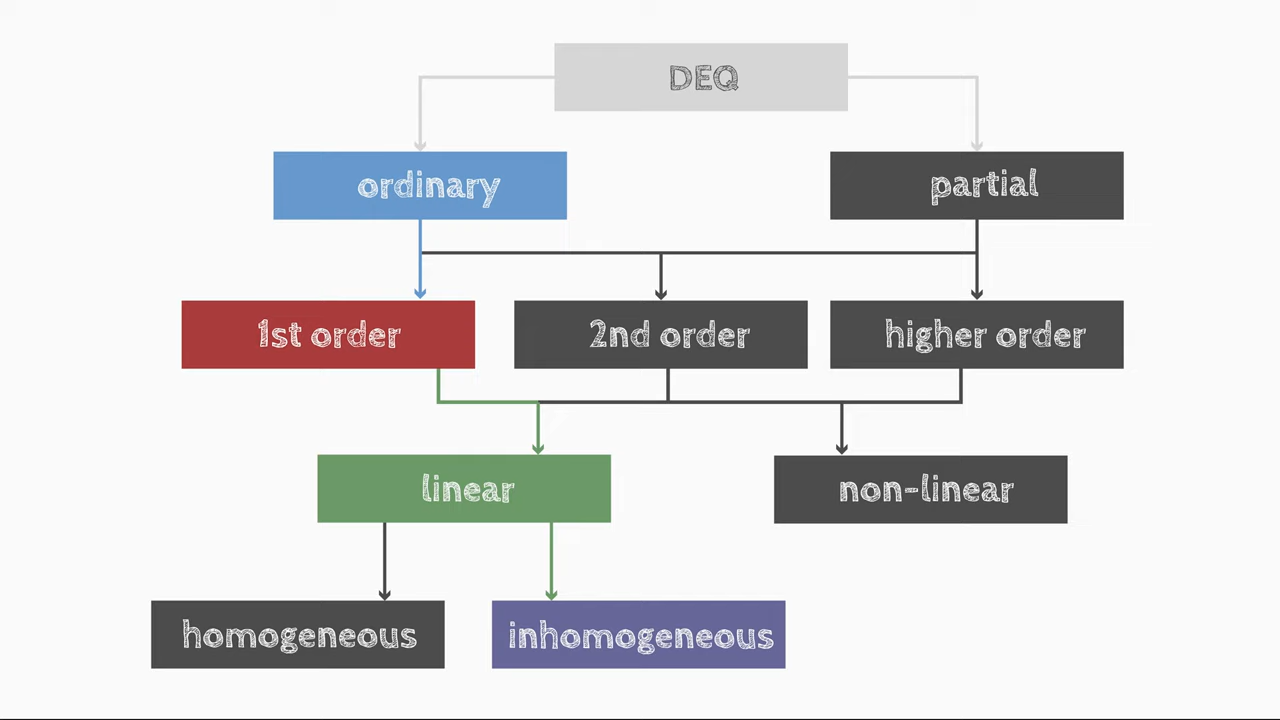 DEQ
ordinary
partial
1st order
2nd order
higher order
linear
non-linear
homogeneous
inhomogeneous